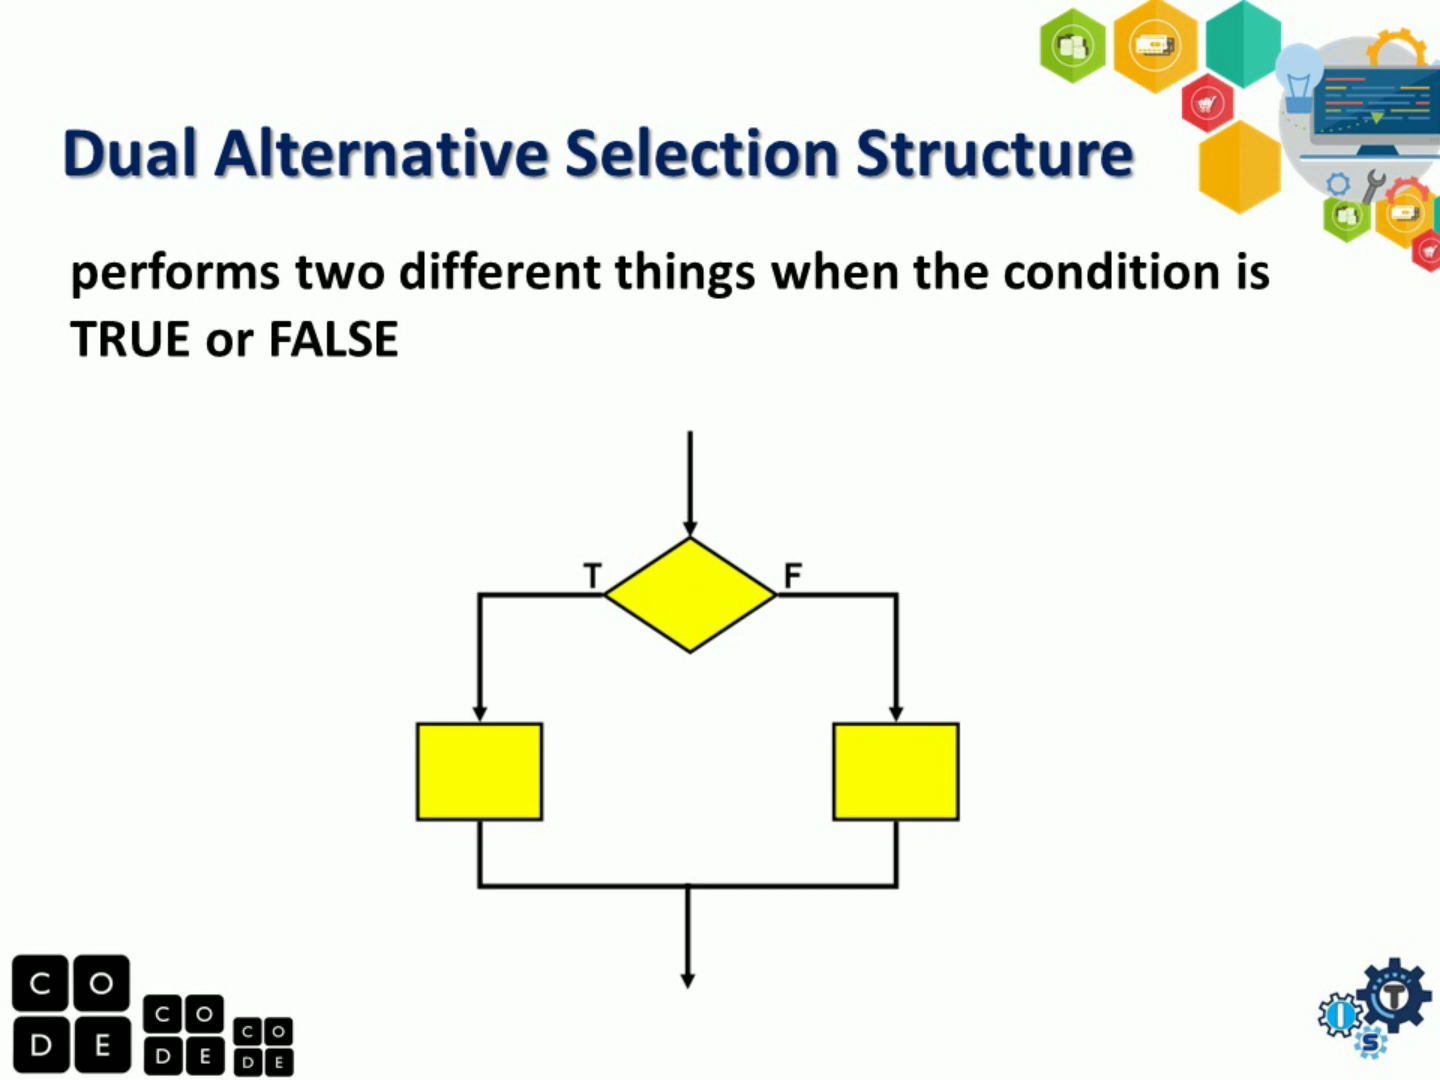 Dual Alternative Selection Structure
performs two different things when the condition is
TRUE or FALSE
T
F
C O
D E
C O
D E
C O
D E
I T
S